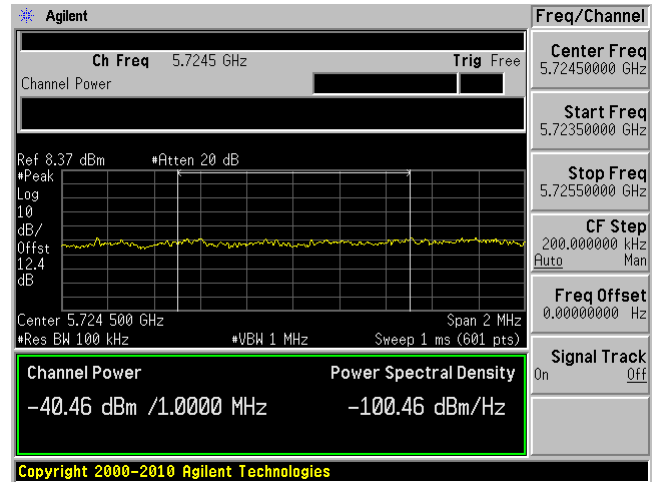 Agilent
Freq/Channel
Ch Freq 5.7245 GHz Trig Free
Channel Power
Center Freq
5.72450000 GHz
Start Freq
5.72350000 GHz
Ref 8.37 dBm #Atten 20 dB
#Peak
Log
10
dB/
Offst
12.4
dB
Stop Freq
5.72550000 GHz
CF Step
200.000000 kHz
Auto Man
Freq Offset
0.00000000 Hz
Center 5.724 500 GHz Span 2 MHz
#Res BW 100 kHz #VBW 1 MHz Sweep 1 ms (601 pts)
Signal Track
On Off
Channel Power Power Spectral Density
-40.46 dBm /1.0000 MHz -100.46 dBm/Hz
Copyright 2000-2010 Agilent Technologies